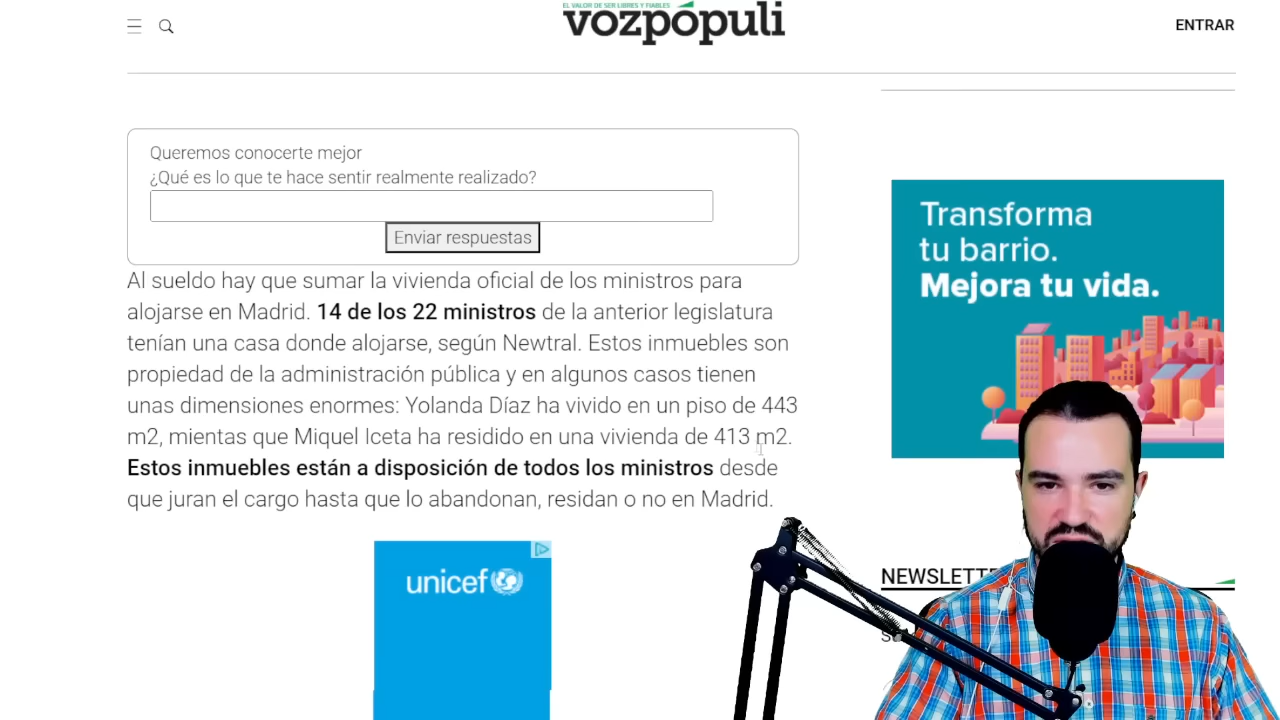 EL VALOR DE SER LIBRES Y FIABLES
vozpópuli
ENTRAR
Queremos conocerte mejor
¿Qué es lo que te hace sentir realmente realizado?
Enviar respuestas
Al sueldo hay que sumar la vivienda oficial de los ministros para
alojarse en Madrid. 14 de los 22 ministros de la anterior legislatura
tenían una casa donde alojarse, según Newtral. Estos inmuebles son
propiedad de la administración pública y en algunos casos tienen
unas dimensiones enormes: Yolanda Díaz ha vivido en un piso de 443
m2, mientas que Miquel Iceta ha residido en una vivienda de 413 m2.
Estos inmuebles están a disposición de todos los ministros desde
que juran el cargo hasta que lo abandonan, residan o no en Madrid.
unicef
Transforma
tu barrio.
Mejora tu vida.
NEWSLETTE